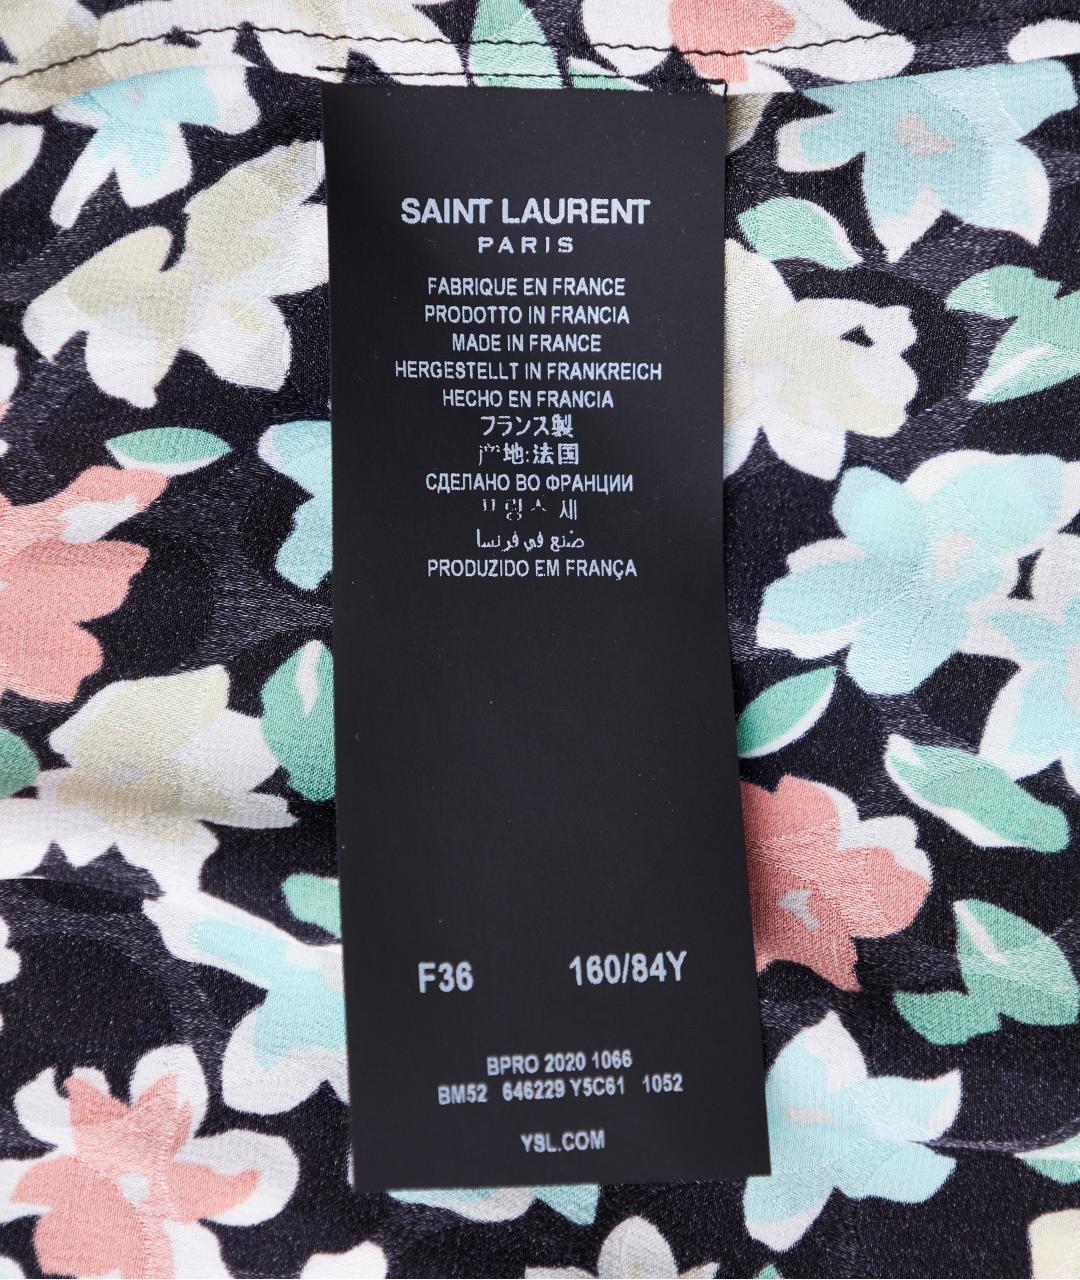 SAINT LAURENT
PARIS
FABRIQUE EN FRANCE
PRODOTTO IN FRANCIA
MADE IN FRANCE
HERGESTELLT IN FRANKREICH
HECHO EN FRANCIA
フランス製
产地:法国
СДЕЛАНО ВО ФРАНЦИИ
صنع في فرنسا
PRODUZIDO EM FRANÇA
F36 160/84Y
BPRO 2020 1066
BM52 646229 Y5C61 1052
YSL.COM